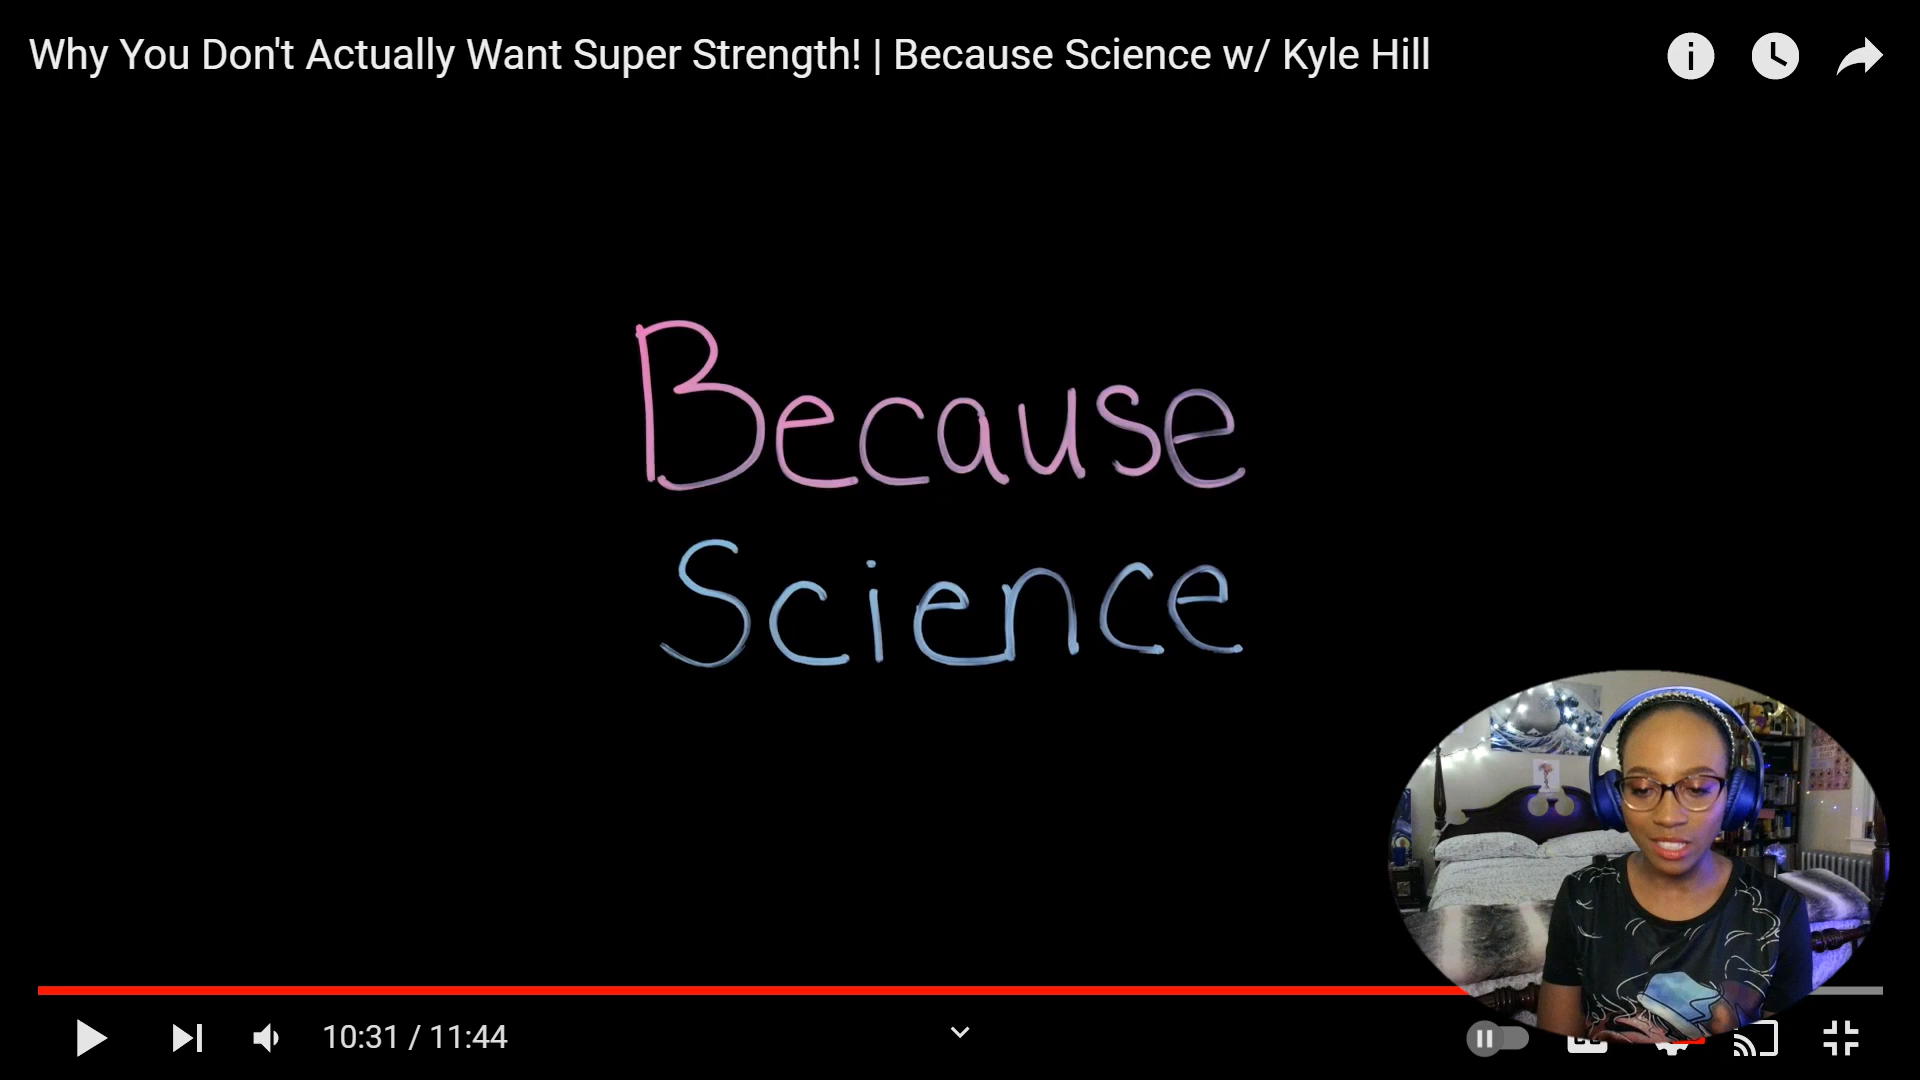 Why You Don't Actually Want Super Strength! | Because Science w/ Kyle Hill
Because
Science
10:31 / 11:44